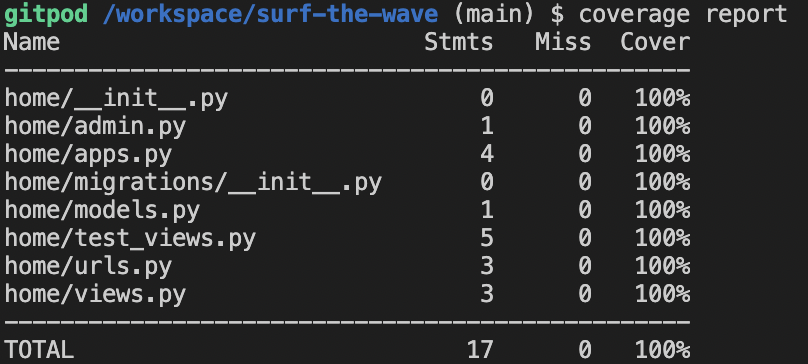 gitpod /workspace/surf-the-wave (main) $ coverage report
Name                              Stmts   Miss  Cover
-------------------------------------------------
home/__init__.py                  0      0   100%
home/admin.py                     1      0   100%
home/apps.py                      4      0   100%
home/migrations/__init__.py       0      0   100%
home/models.py                    1      0   100%
home/test_views.py                5      0   100%
home/urls.py                      3      0   100%
home/views.py                     3      0   100%
-------------------------------------------------
TOTAL                            17      0   100%